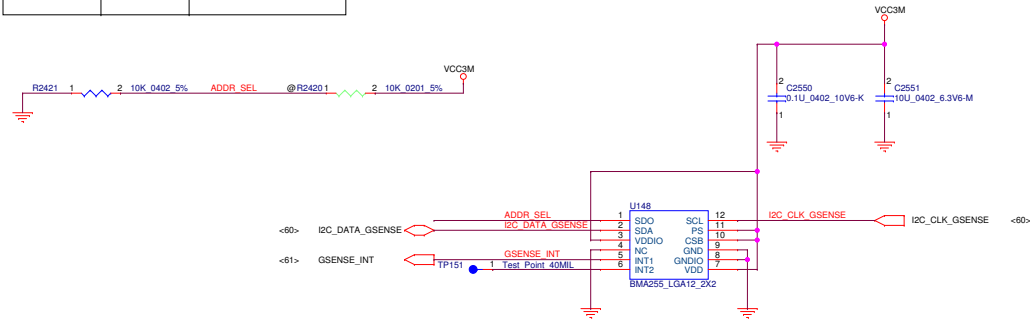 VCC3M
VCC3M
R2421 1 2 10K_0402_5% ADDR_SEL @R2420 1 2 10K_0201_5%
2
C2550
0.1U_0402_10V6-K
1
2
C2551
10U_0402_6.3V6-M
1
U148
ADDR_SEL 1 SDO SCL 12 I2C_CLK_GSENSE I2C_CLK_GSENSE <60>
<60> I2C_DATA_GSENSE I2C_DATA_GSENSE 2 SDA PS 11
3 VDDIO CSB 10
4 NC GND 9
<61> GSENSE_INT GSENSE_INT 5 INT1 GNDIO 8
TP151 1 Test_Point_40MIL 6 INT2 VDD 7
BMA255_LGA12_2X2